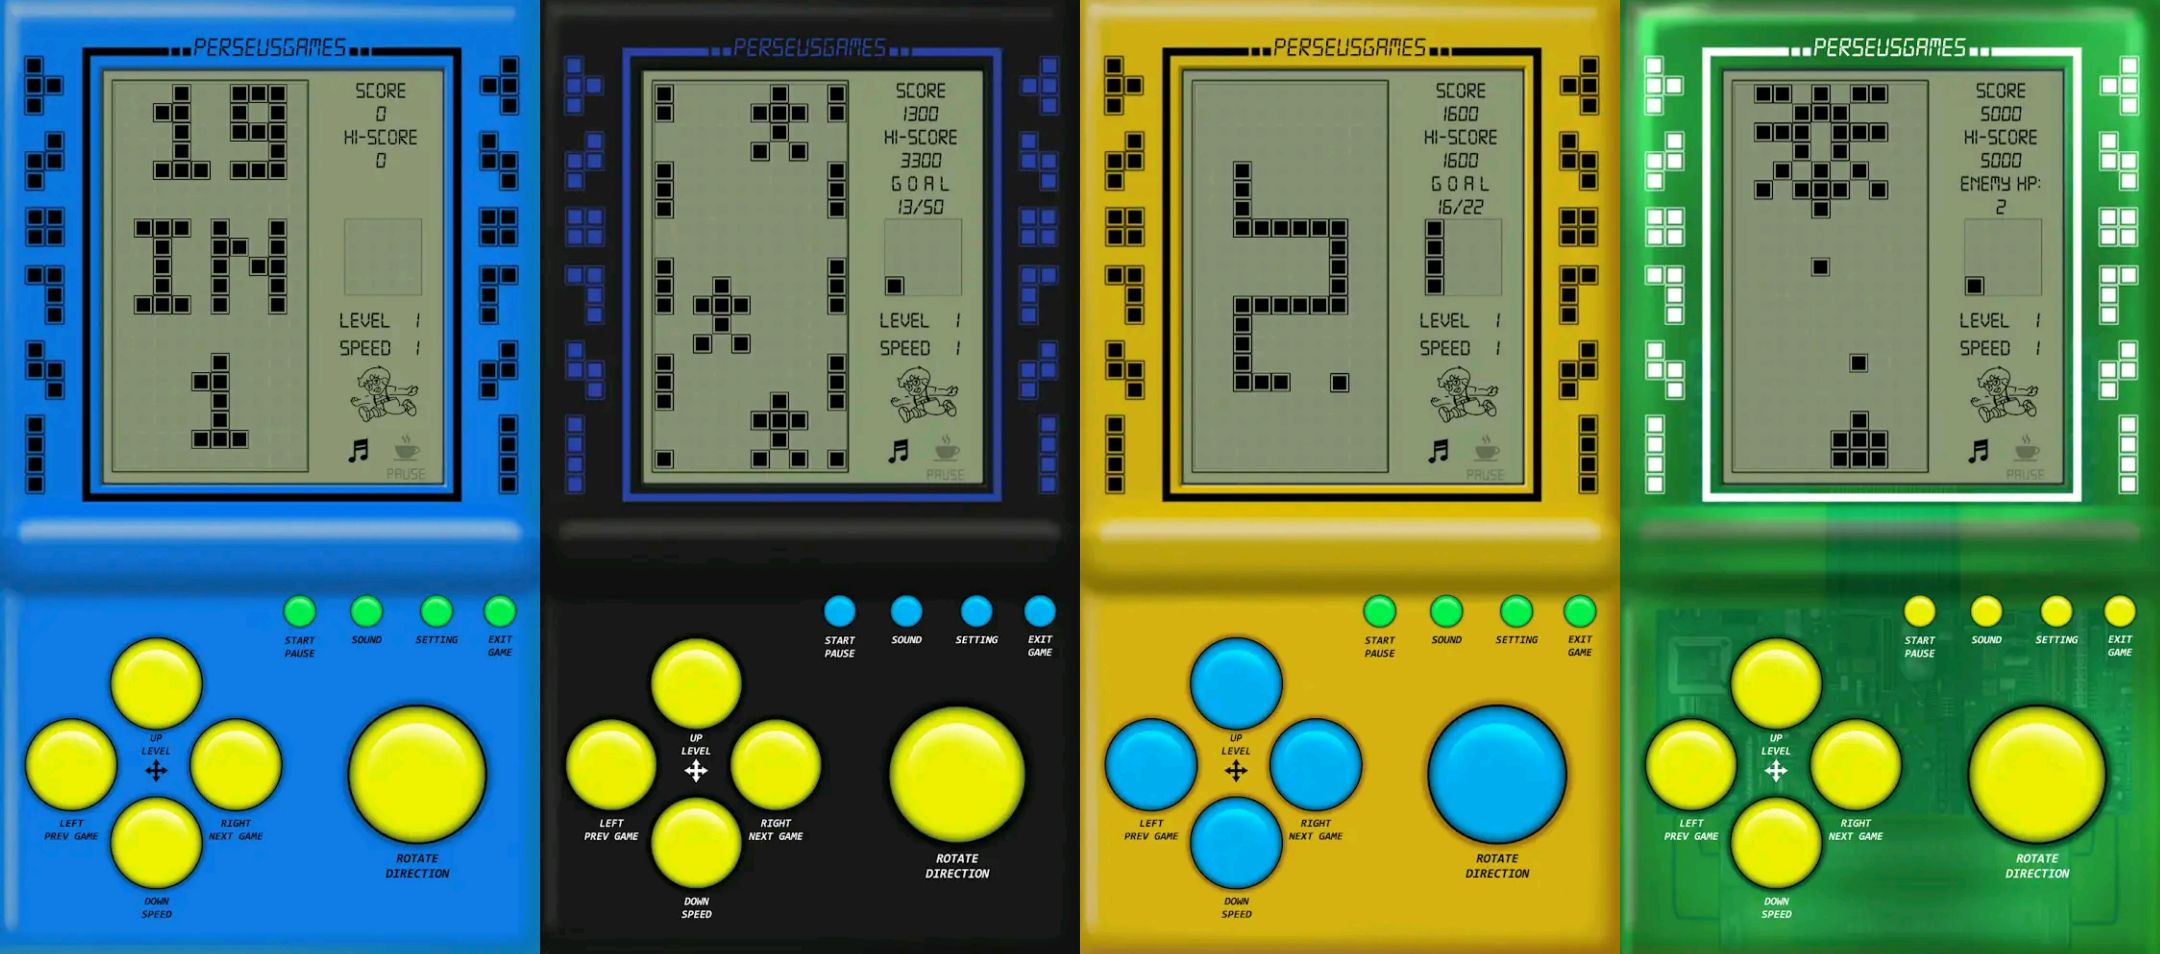 PERSEUSGAMES
19
IN
1
SCORE
0
HI-SCORE
0
LEVEL 1
SPEED 1
PAUSE
START
PAUSE
SOUND
SETTING
EXIT
GAME
UP
LEVEL
LEFT
PREV GAME
RIGHT
NEXT GAME
DOWN
SPEED
ROTATE
DIRECTION
PERSEUSGAMES
SCORE
1300
HI-SCORE
3300
GOAL
13/50
LEVEL 1
SPEED 1
PAUSE
START
PAUSE
SOUND
SETTING
EXIT
GAME
UP
LEVEL
LEFT
PREV GAME
RIGHT
NEXT GAME
DOWN
SPEED
ROTATE
DIRECTION
PERSEUSGAMES
SCORE
1600
HI-SCORE
1600
GOAL
16/22
LEVEL 1
SPEED 1
PAUSE
START
PAUSE
SOUND
SETTING
EXIT
GAME
UP
LEVEL
LEFT
PREV GAME
RIGHT
NEXT GAME
DOWN
SPEED
ROTATE
DIRECTION
PERSEUSGAMES
SCORE
5000
HI-SCORE
5000
ENEMY HP:
2
LEVEL 1
SPEED 1
PAUSE
START
PAUSE
SOUND
SETTING
EXIT
GAME
UP
LEVEL
LEFT
PREV GAME
RIGHT
NEXT GAME
DOWN
SPEED
ROTATE
DIRECTION